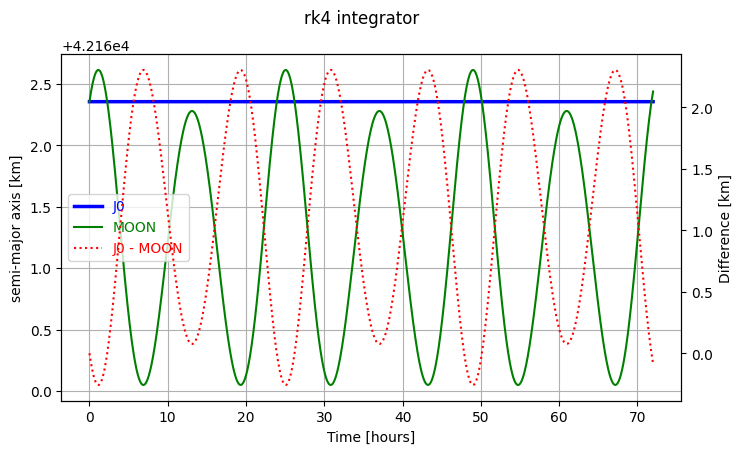 rk4 integrator
+4.216e4
semi-major axis [km]
2.5
2.0
1.5
1.0
0.5
0.0
J0
MOON
J0 - MOON
2.0
1.5
1.0
0.5
0.0
Difference [km]
0 10 20 30 40 50 60 70
Time [hours]